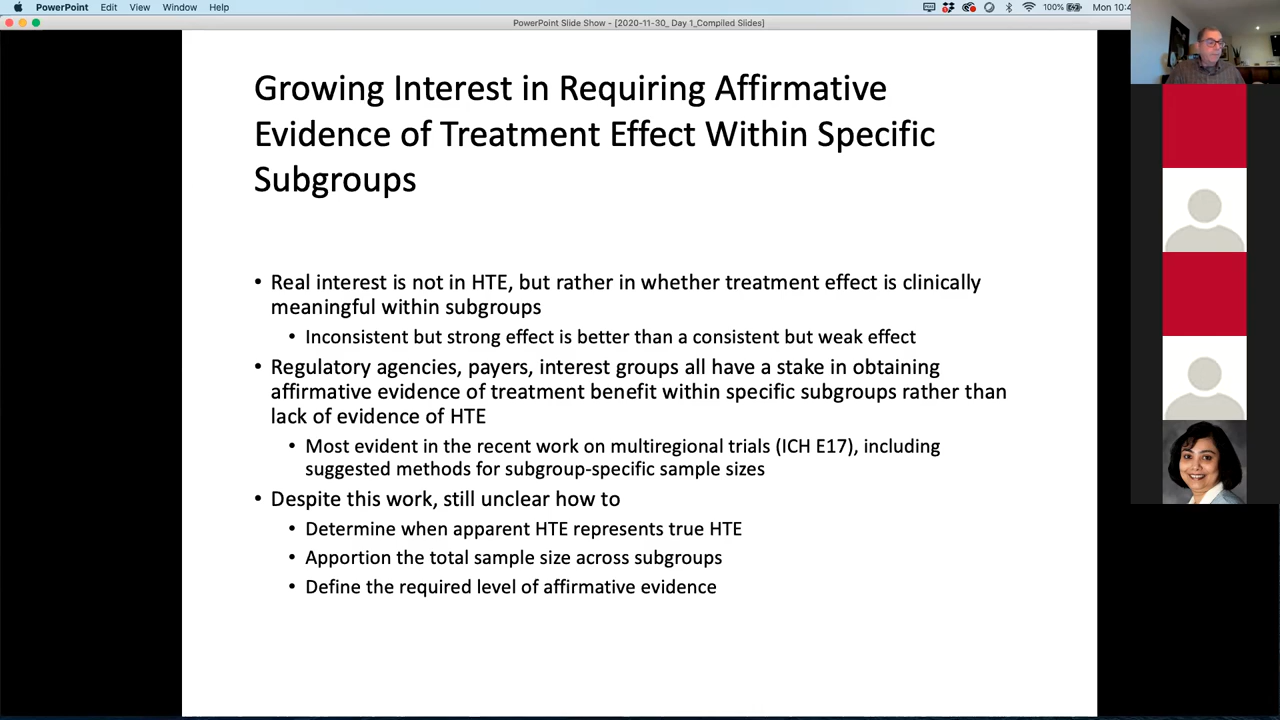 PowerPoint Edit View Window Help 100% Mon 10:4
PowerPoint Slide Show - [2020-11-30_ Day 1_Compiled Slides]
Growing Interest in Requiring Affirmative
Evidence of Treatment Effect Within Specific
Subgroups
• Real interest is not in HTE, but rather in whether treatment effect is clinically
meaningful within subgroups
• Inconsistent but strong effect is better than a consistent but weak effect
• Regulatory agencies, payers, interest groups all have a stake in obtaining
affirmative evidence of treatment benefit within specific subgroups rather than
lack of evidence of HTE
• Most evident in the recent work on multiregional trials (ICH E17), including
suggested methods for subgroup-specific sample sizes
• Despite this work, still unclear how to
• Determine when apparent HTE represents true HTE
• Apportion the total sample size across subgroups
• Define the required level of affirmative evidence